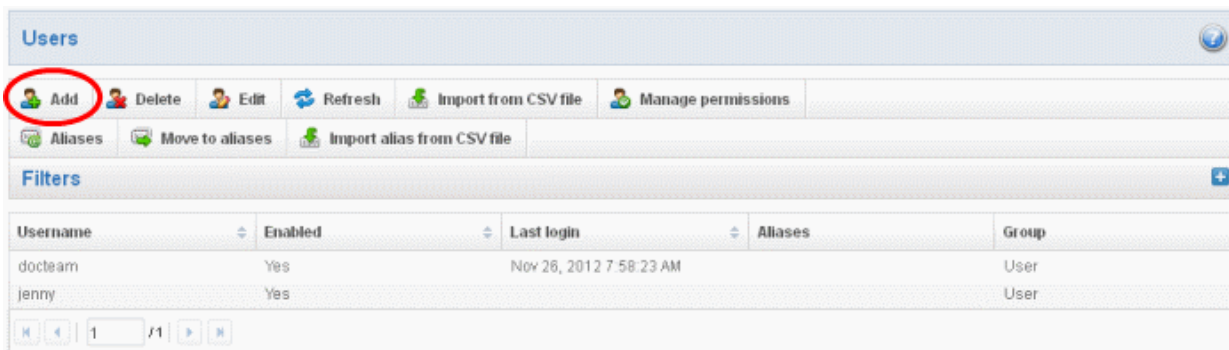 Users
Add Delete Edit Refresh Import from CSV file Manage permissions
Aliases Move to aliases Import alias from CSV file
Filters
Username Enabled Last login Aliases Group
docteam Yes Nov 26, 2012 7:58:23 AM User
jenny Yes User
1 /1